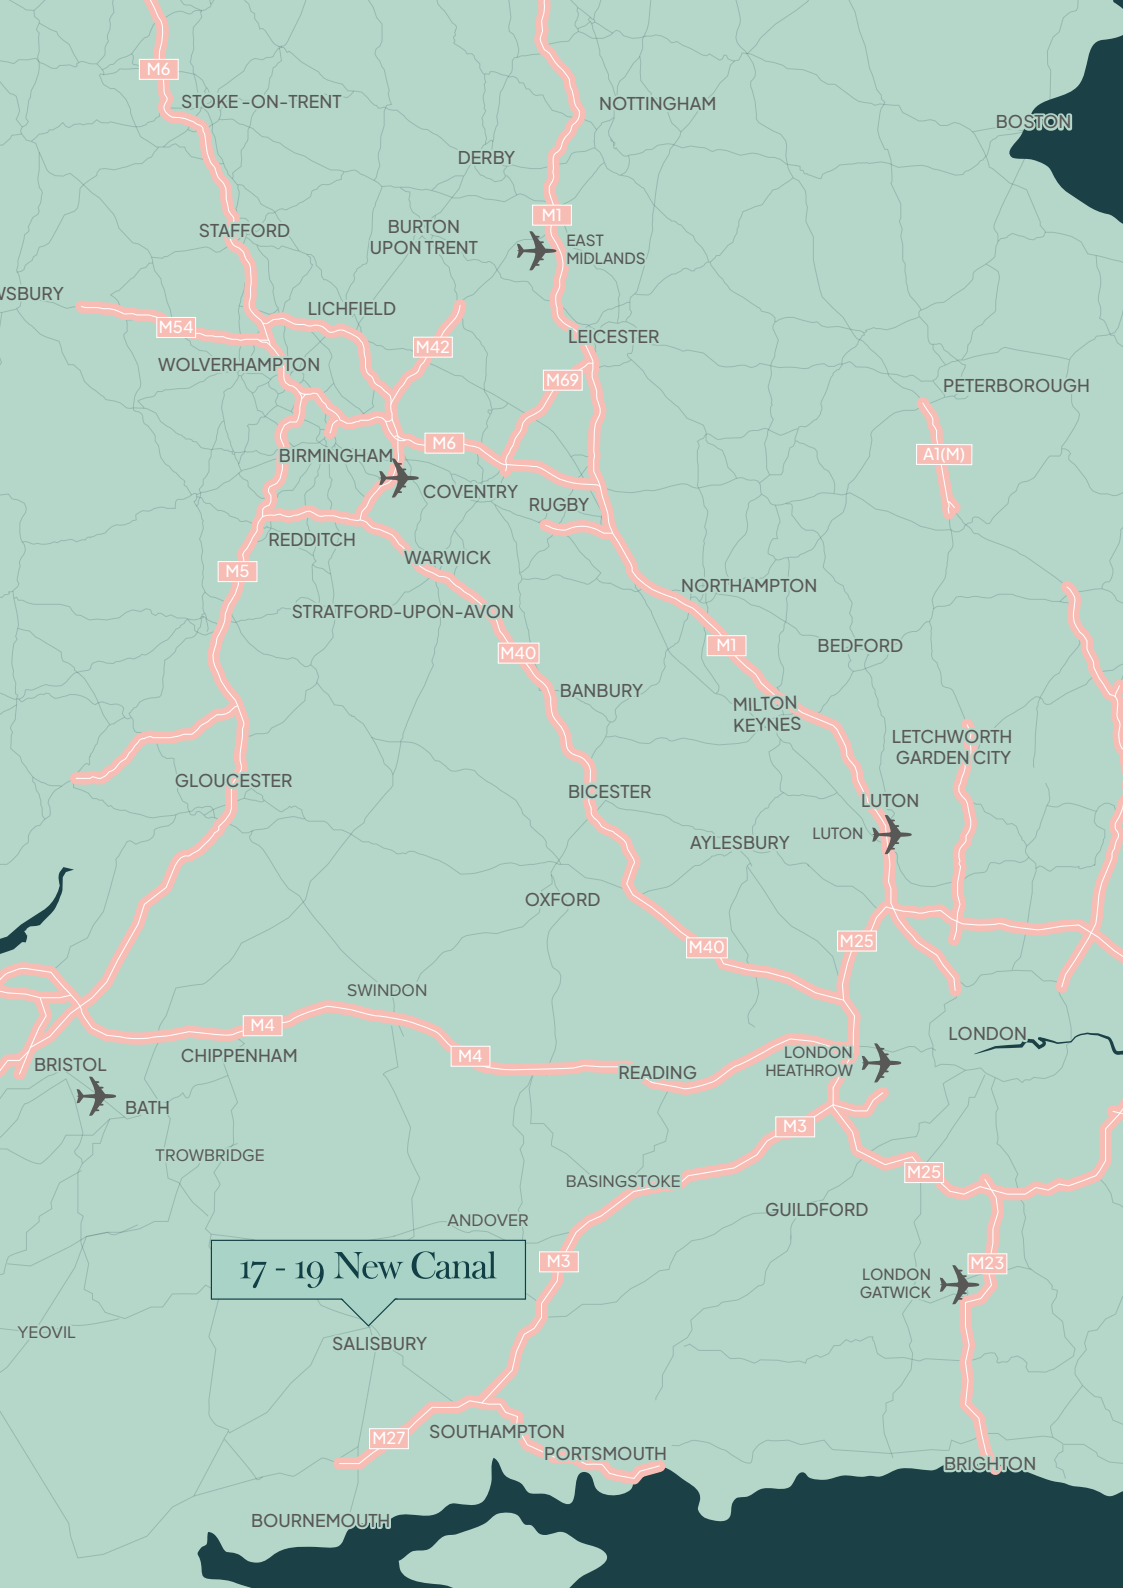 M6
STOKE-ON-TRENT
NOTTINGHAM
BOSTON
DERBY
M1
STAFFORD
BURTON
UPON TRENT
EAST
MIDLANDS
WSBURY
LICHFIELD
M54
LEICESTER
M42
WOLVERHAMPTON
M69
PETERBOROUGH
M6
A1(M)
BIRMINGHAM
COVENTRY
RUGBY
REDDITCH
WARWICK
M5
NORTHAMPTON
STRATFORD-UPON-AVON
M1
BEDFORD
M40
BANBURY
MILTON
KEYNES
LETCHWORTH
GARDEN CITY
GLOUCESTER
BICESTER
LUTON
LUTON
AYLESBURY
OXFORD
M40
M25
SWINDON
M4
LONDON
M4
CHIPPENHAM
LONDON
HEATHROW
BRISTOL
READING
BATH
M3
TROWBRIDGE
M25
BASINGSTOKE
GUILDFORD
ANDOVER
17 - 19 New Canal
M3
M23
LONDON
GATWICK
YEOVIL
SALISBURY
SOUTHAMPTON
M27
PORTSMOUTH
BRIGHTON
BOURNEMOUTH